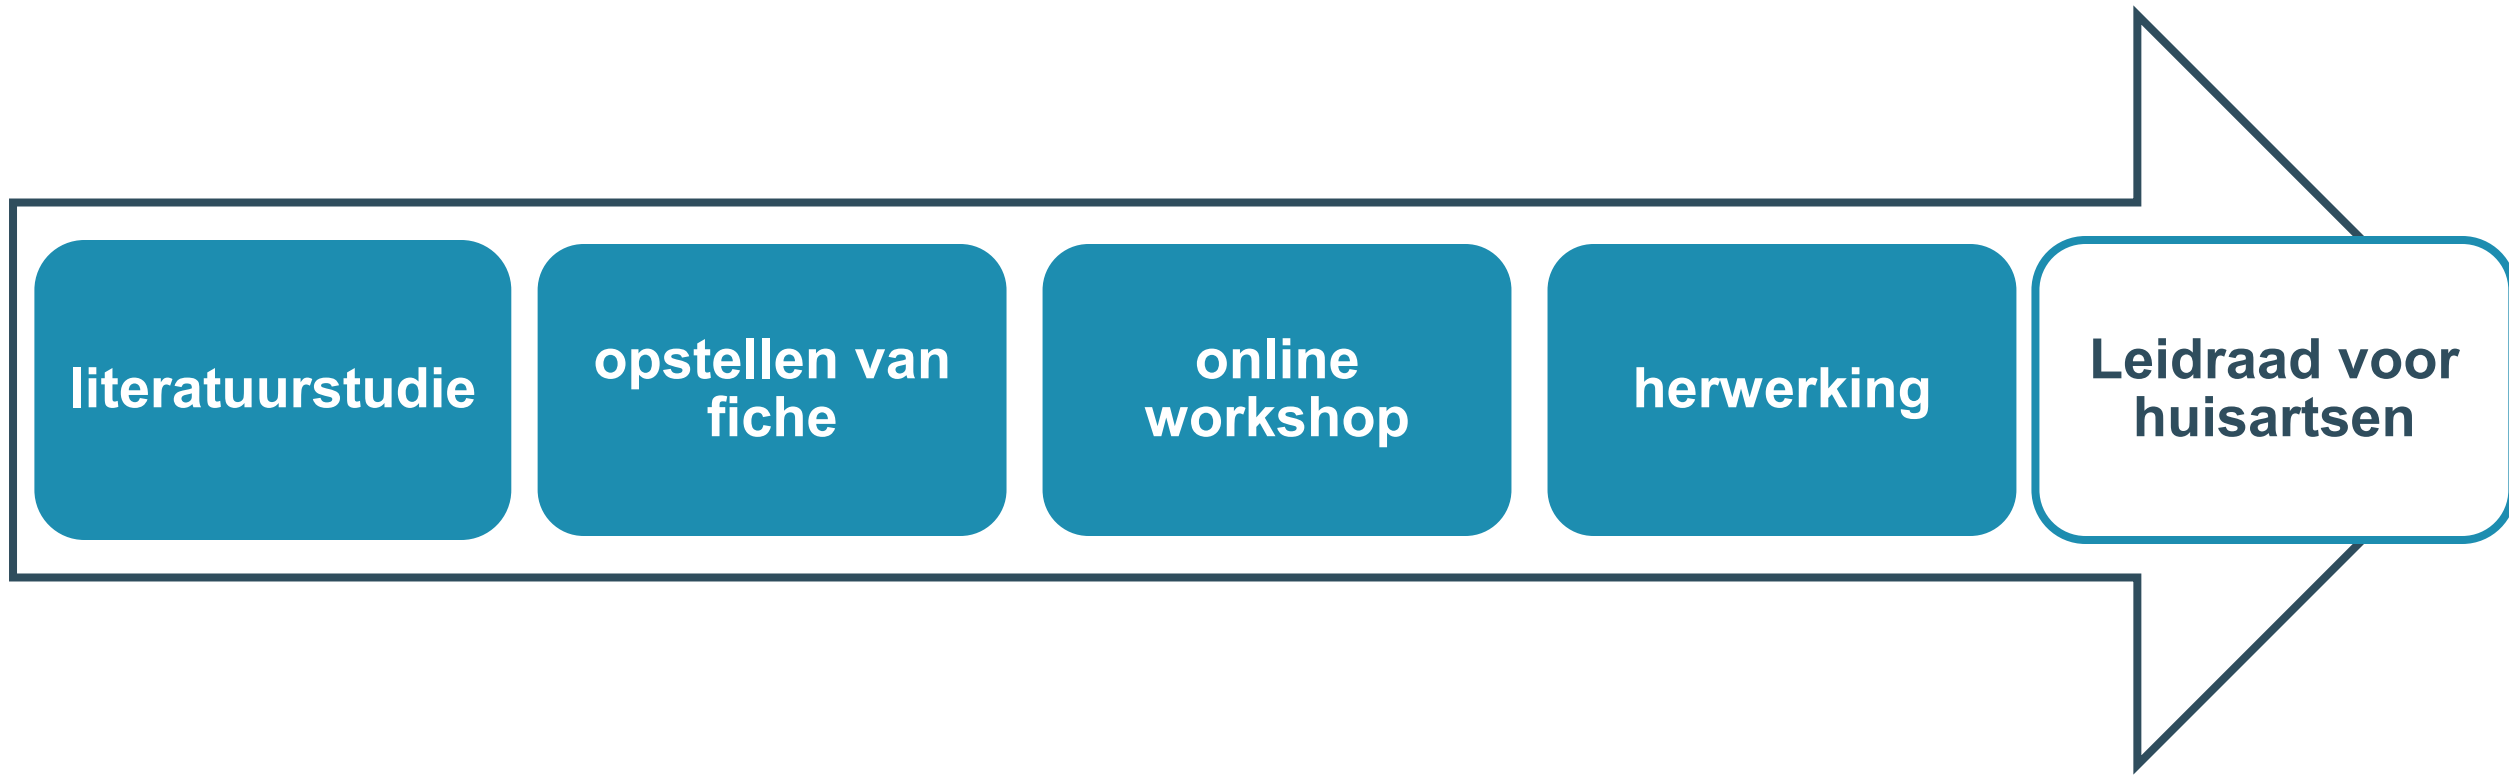 literatuurstudie
opstellen van
fiche
online
workshop
herwerking
Leidraad voor
huisartsen